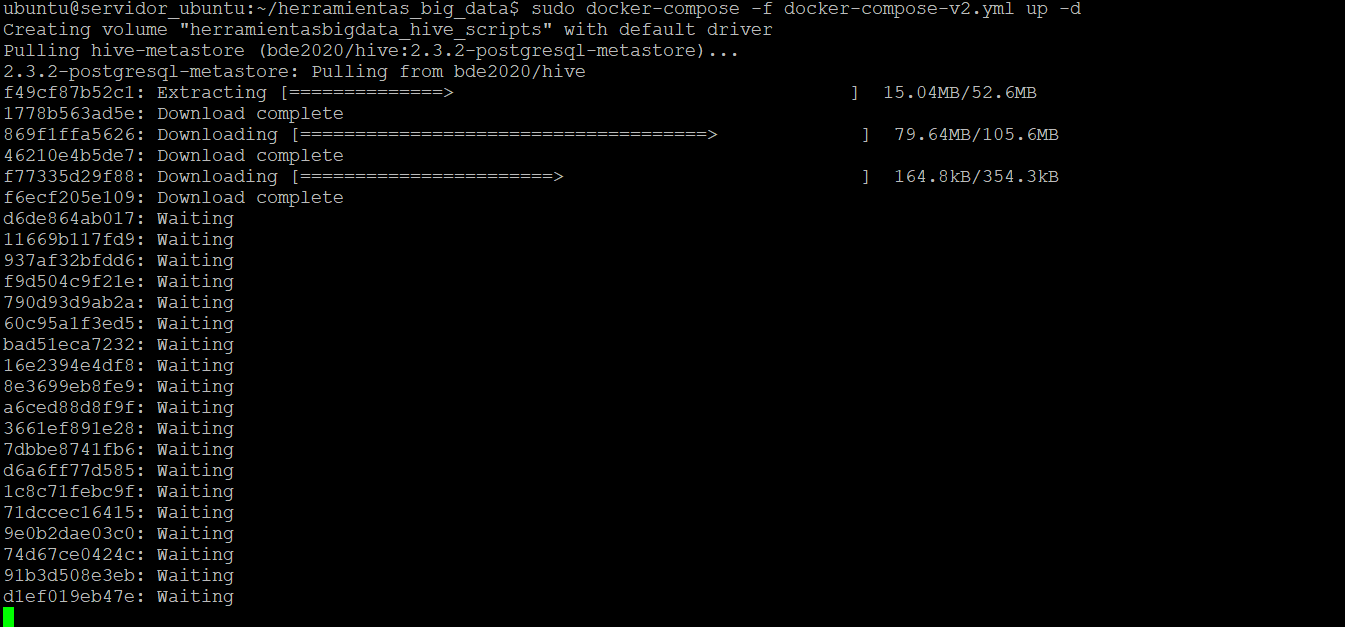 ubuntu@servidor_ubuntu:~/herramientas_big_data$ sudo docker-compose -f docker-compose-v2.yml up -d
Creating volume "herramientasbigdata_hive_scripts" with default driver
Pulling hive-metastore (bde2020/hive:2.3.2-postgresql-metastore)...
2.3.2-postgresql-metastore: Pulling from bde2020/hive
f49cf87b52c1: Extracting [==============>                                    ]  15.04MB/52.6MB
1778b563ad5e: Download complete
869f1ffa5626: Downloading [=====================================>             ]  79.64MB/105.6MB
46210e4b5de7: Download complete
f77335d29f88: Downloading [=======================>                           ]  164.8kB/354.3kB
f6ecf205e109: Download complete
d6de864ab017: Waiting
11669b117fd9: Waiting
937af32bfdd6: Waiting
f9d504c9f21e: Waiting
790d93d9ab2a: Waiting
60c95a1f3ed5: Waiting
bad51eca7232: Waiting
16e2394e4df8: Waiting
8e3699eb8fe9: Waiting
a6ced88d8f9f: Waiting
3661ef891e28: Waiting
7dbbe8741fb6: Waiting
d6a6ff77d585: Waiting
1c8c71febc9f: Waiting
71dccec16415: Waiting
9e0b2dae03c0: Waiting
74d67ce0424c: Waiting
91b3d508e3eb: Waiting
d1ef019eb47e: Waiting